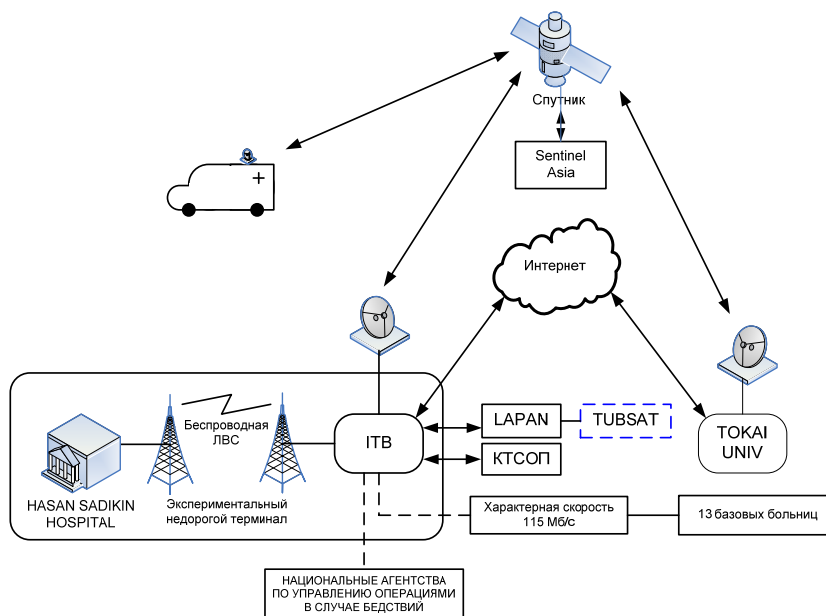 Спутник
Sentinel
Asia
Интернет
Беспроводная
ЛВС
ITB
LAPAN
TUBSAT
КТСОП
TOKAI
UNIV
HASAN SADIKIN
HOSPITAL
Экспериментальный
недорогой терминал
Характерная скорость
115 Мб/с
13 базовых больниц
НАЦИОНАЛЬНЫЕ АГЕНТСТВА
ПО УПРАВЛЕНИЮ ОПЕРАЦИЯМИ
В СЛУЧАЕ БЕДСТВИЙ